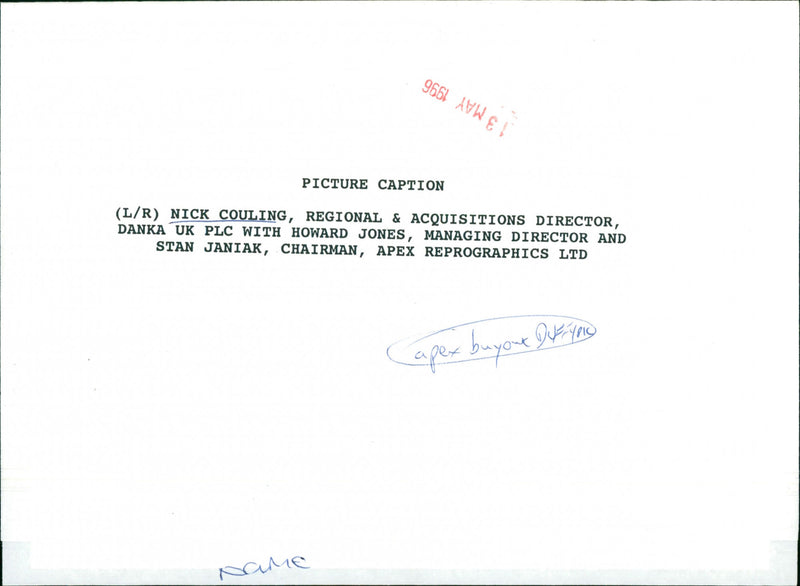 13 MAY 1996
PICTURE CAPTION
(L/R) NICK COULING, REGIONAL & ACQUISITIONS DIRECTOR,
DANKA UK PLC WITH HOWARD JONES, MANAGING DIRECTOR AND
STAN JANIAK, CHAIRMAN, APEX REPROGRAPHICS LTD
apex buyout